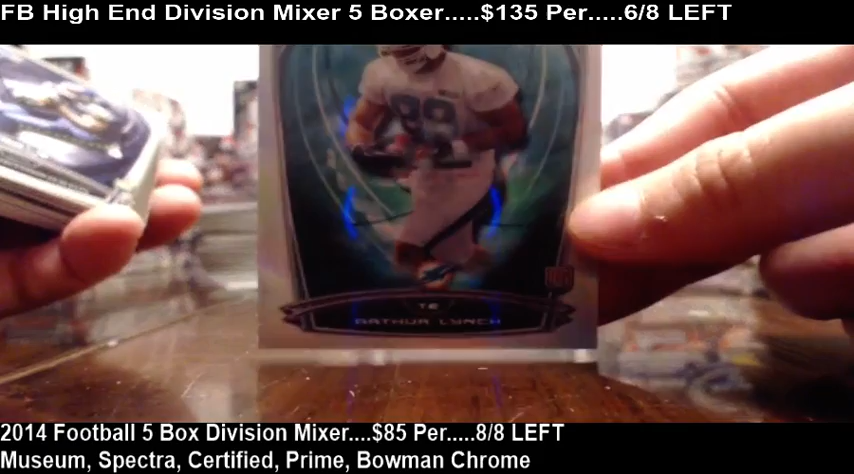 FB High End Division Mixer 5 Boxer.....$135 Per.....6/8 LEFT
89
TE
ARTHUR LYNCH
2014 Football 5 Box Division Mixer....$85 Per.....8/8 LEFT
Museum, Spectra, Certified, Prime, Bowman Chrome